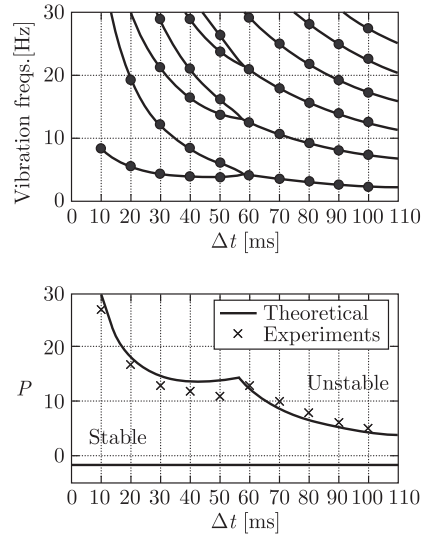 Vibration freqs.[Hz]
30
20
10
0
0 10 20 30 40 50 60 70 80 90 100 110
Δt [ms]
P
30
20
10
0
Theoretical
Experiments
Unstable
Stable
0 10 20 30 40 50 60 70 80 90 100 110
Δt [ms]